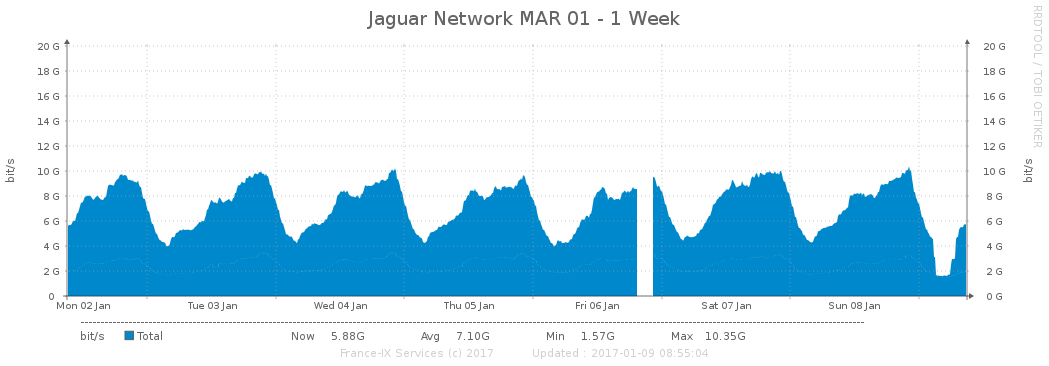 Jaguar Network MAR 01 - 1 Week
RRDTOOL / TOBI OETIKER
bit/s
20 G 20 G
18 G 18 G
16 G 16 G
14 G 14 G
12 G 12 G
10 G 10 G
8 G 8 G
6 G 6 G
4 G 4 G
2 G 2 G
0 0 G
bit/s
Mon 02 Jan Tue 03 Jan Wed 04 Jan Thu 05 Jan Fri 06 Jan Sat 07 Jan Sun 08 Jan
bit/s Total Now 5.88G Avg 7.10G Min 1.57G Max 10.35G
France-IX Services (c) 2017 Updated : 2017-01-09 08:55:04